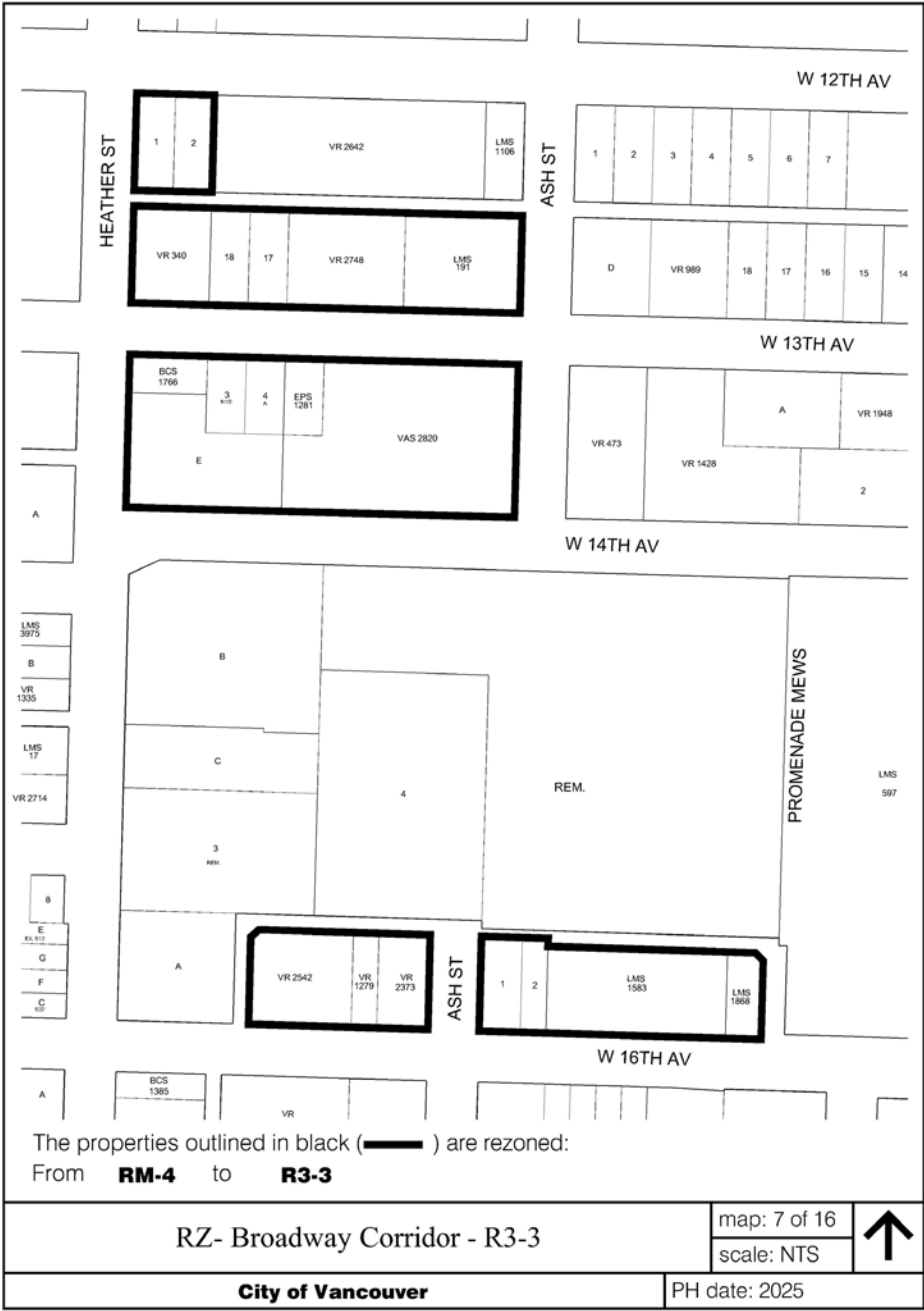 W 12TH AV
HEATHER ST
ASH ST
1
2
VR 2642
LMS
1106
1
2
3
4
5
6
7
VR 340
18
17
VR 2748
LMS
191
D
VR 989
18
17
16
15
14
W 13TH AV
BCS
1766
3
4
A
EPS
1281
VAS 2820
E
A
VR 1948
VR 473
VR 1428
2
A
W 14TH AV
LMS
3975
B
VR
1335
B
LMS
17
VR 2714
C
4
REM.
PROMENADE MEWS
LMS
597
3
REM.
8
E
G
F
C
A
VR 2542
VR
1279
VR
2373
ASH ST
1
2
LMS
1583
LMS
1868
W 16TH AV
A
BCS
1385
VR
The properties outlined in black ( ) are rezoned:
From RM-4 to R3-3
RZ- Broadway Corridor - R3-3
map: 7 of 16
scale: NTS
City of Vancouver
PH date: 2025